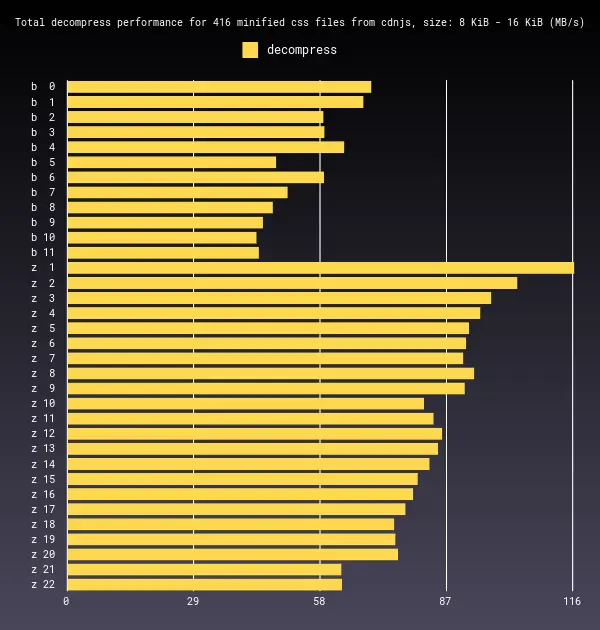 Total decompress performance for 416 minified css files from cdnjs, size: 8 KiB - 16 KiB (MB/s)
decompress
b 0
b 1
b 2
b 3
b 4
b 5
b 6
b 7
b 8
b 9
b 10
b 11
z 1
z 2
z 3
z 4
z 5
z 6
z 7
z 8
z 9
z 10
z 11
z 12
z 13
z 14
z 15
z 16
z 17
z 18
z 19
z 20
z 21
z 22
0 29 58 87 116